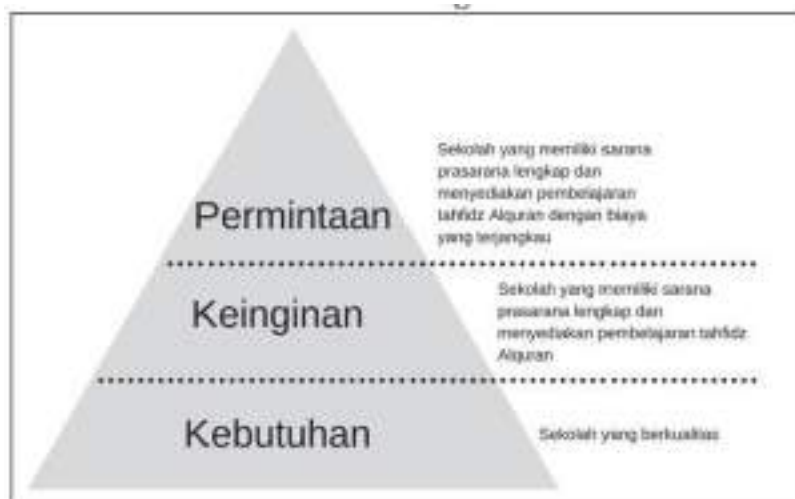 Permintaan
Sekolah yang memiliki sarana
prasarana lengkap dan
menyediakan pembelajaran
tahfidz Alquran dengan biaya
yang terjangkau
Keinginan
Sekolah yang memiliki sarana
prasarana lengkap dan
menyediakan pembelajaran tahfidz
Alquran
Kebutuhan
Sekolah yang berkualitas